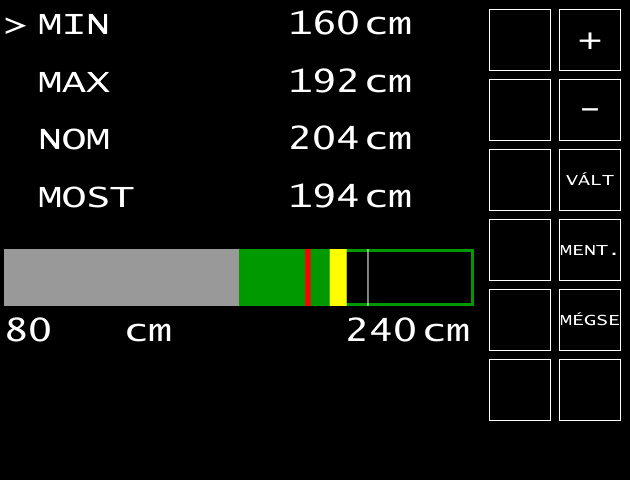 > MIN 160 cm
MAX 192 cm
NOM 204 cm
MOST 194 cm
80 cm 240 cm
+
-
VÁLT
MENT.
MÉGSE